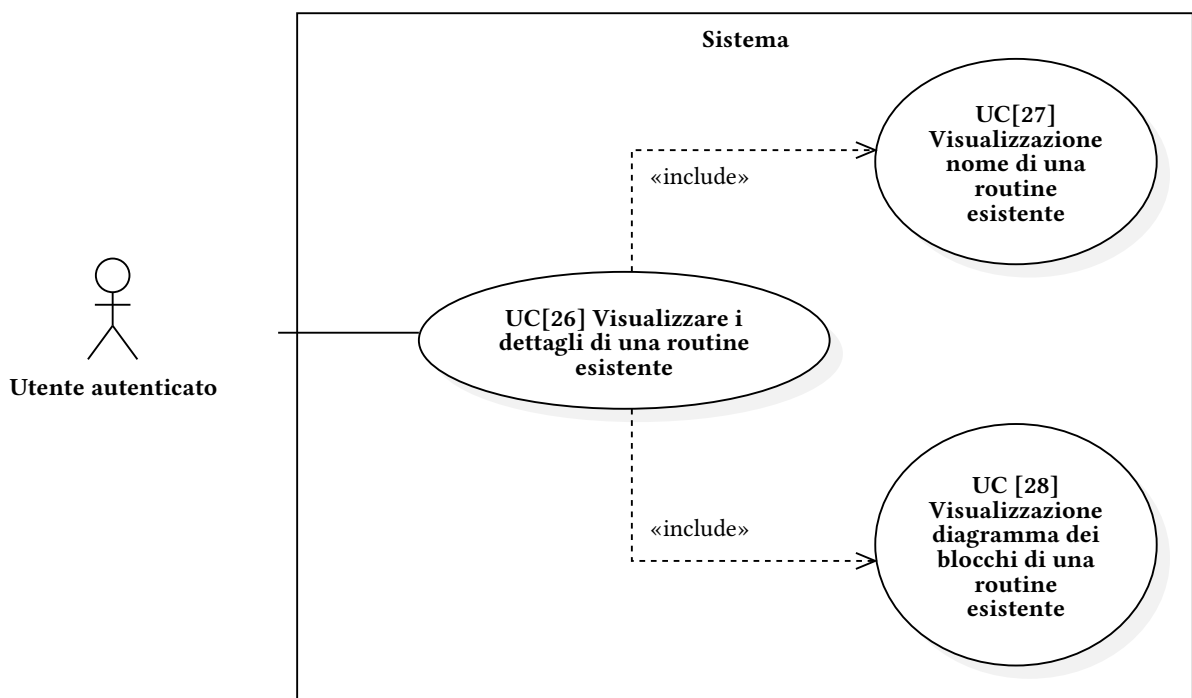 Sistema
UC[27]
Visualizzazione
nome di una
routine
esistente
«include»
UC[26] Visualizzare i
dettagli di una routine
esistente
Utente autenticato
«include»
UC [28]
Visualizzazione
diagramma dei
blocchi di una
routine
esistente